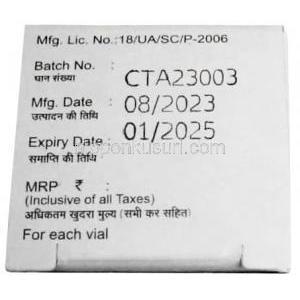 Mfg. Lic. No.:18/UA/SC/P-2006
Batch No. :
घान संख्या
CTA23003
Mfg. Date : 08/2023
उत्पादन की तिथि
Expiry Date : 01/2025
समाप्ति की तिथि
MRP ₹ :
(Inclusive of all Taxes)
अधिकतम खुदरा मुल्य (सभी कर सहित)
For each vial